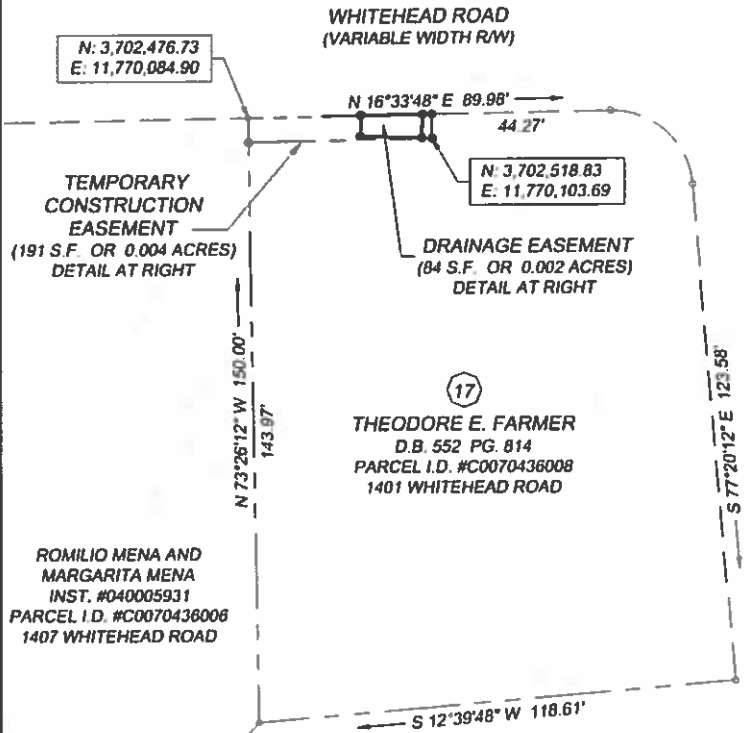 WHITEHEAD ROAD
(VARIABLE WIDTH R/W)
N: 3,702,476.73
E: 11,770,084.90
N 16°33'48" E 89.98'
44.27'
N: 3,702,518.83
E: 11,770,103.69
TEMPORARY
CONSTRUCTION
EASEMENT
(191 S.F. OR 0.004 ACRES)
DETAIL AT RIGHT
DRAINAGE EASEMENT
(84 S.F. OR 0.002 ACRES)
DETAIL AT RIGHT
N 73°26'12" W 150.00'
143.97'
17
THEODORE E. FARMER
D.B. 552 PG. 814
PARCEL I.D. #C0070436008
1401 WHITEHEAD ROAD
S 77°20'12" E 123.58'
ROMILIO MENA AND
MARGARITA MENA
INST. #040005931
PARCEL I.D. #C0070436006
1407 WHITEHEAD ROAD
S 12°39'48" W 118.61'